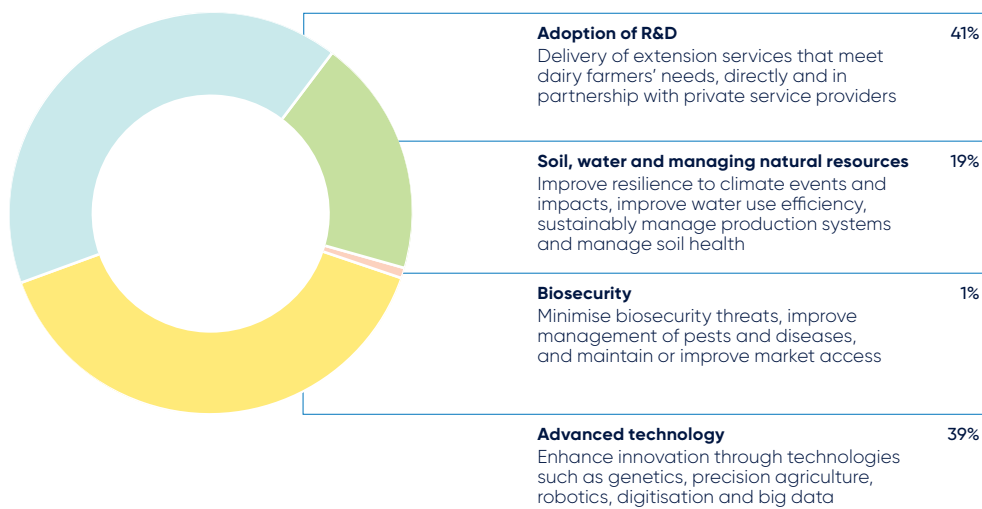 Adoption of R&D 41%
Delivery of extension services that meet
dairy farmers’ needs, directly and in
partnership with private service providers
Soil, water and managing natural resources 19%
Improve resilience to climate events and
impacts, improve water use efficiency,
sustainably manage production systems
and manage soil health
Biosecurity 1%
Minimise biosecurity threats, improve
management of pests and diseases,
and maintain or improve market access
Advanced technology 39%
Enhance innovation through technologies
such as genetics, precision agriculture,
robotics, digitisation and big data